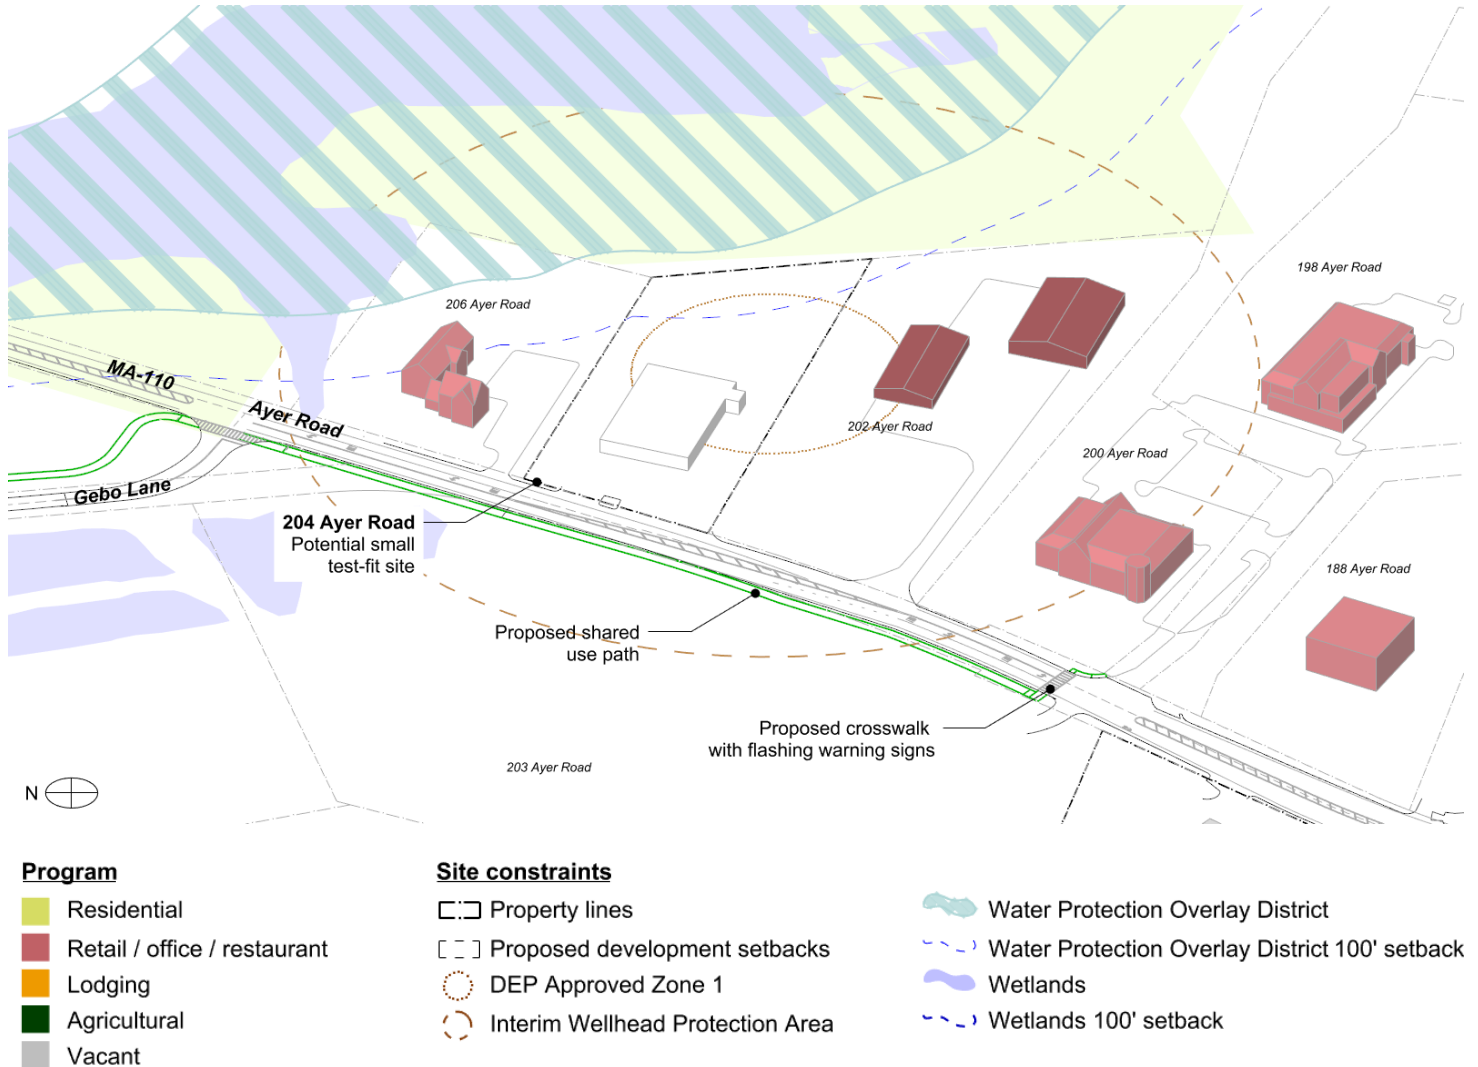 198 Ayer Road
206 Ayer Road
MA-110
Ayer Road
202 Ayer Road
200 Ayer Road
Gebo Lane
204 Ayer Road
Potential small
test-fit site
188 Ayer Road
Proposed shared
use path
Proposed crosswalk
with flashing warning signs
203 Ayer Road
N
Program
Residential
Retail / office / restaurant
Lodging
Agricultural
Vacant
Site constraints
Property lines
Proposed development setbacks
DEP Approved Zone 1
Interim Wellhead Protection Area
Water Protection Overlay District
Water Protection Overlay District 100' setback
Wetlands
Wetlands 100' setback